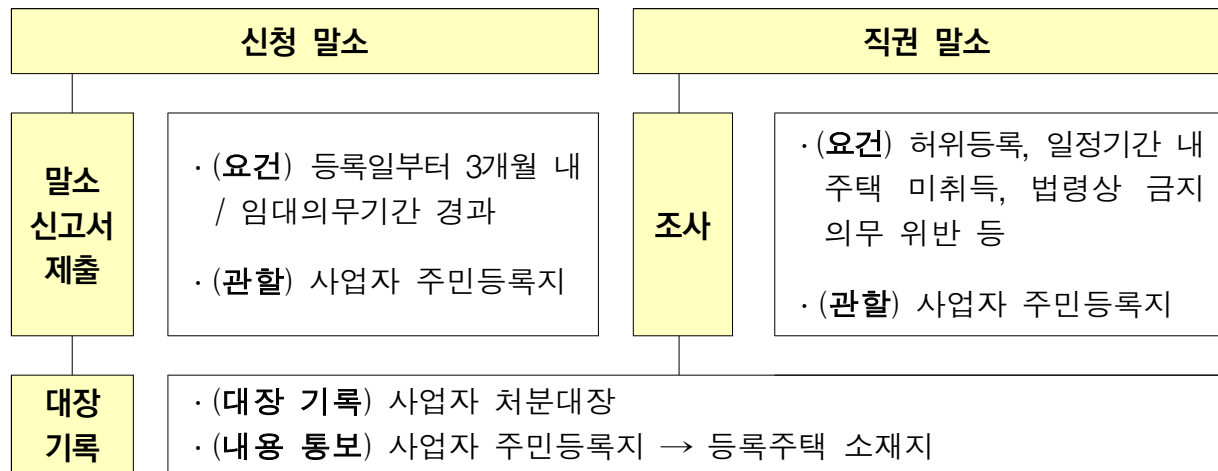 신청 말소
직권 말소
말소
신고서
제출
· (요건) 등록일부터 3개월 내
/ 임대의무기간 경과
· (관할) 사업자 주민등록지
조사
· (요건) 허위등록, 일정기간 내
주택 미취득, 법령상 금지
의무 위반 등
· (관할) 사업자 주민등록지
대장
기록
· (대장 기록) 사업자 처분대장
· (내용 통보) 사업자 주민등록지 → 등록주택 소재지